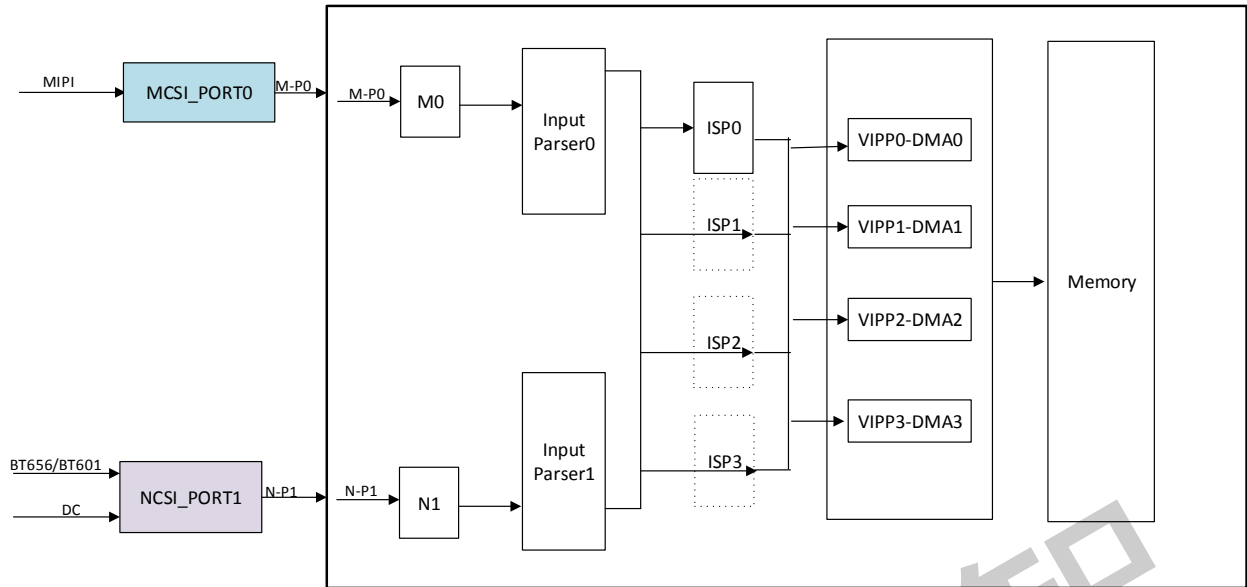 MIPI
MCSI_PORT0
M-P0
M-P0
M0
Input
Parser0
ISP0
ISP1
ISP2
ISP3
VIPP0-DMA0
VIPP1-DMA1
VIPP2-DMA2
VIPP3-DMA3
Memory
BT656/BT601
DC
NCSI_PORT1
N-P1
N-P1
N1
Input
Parser1